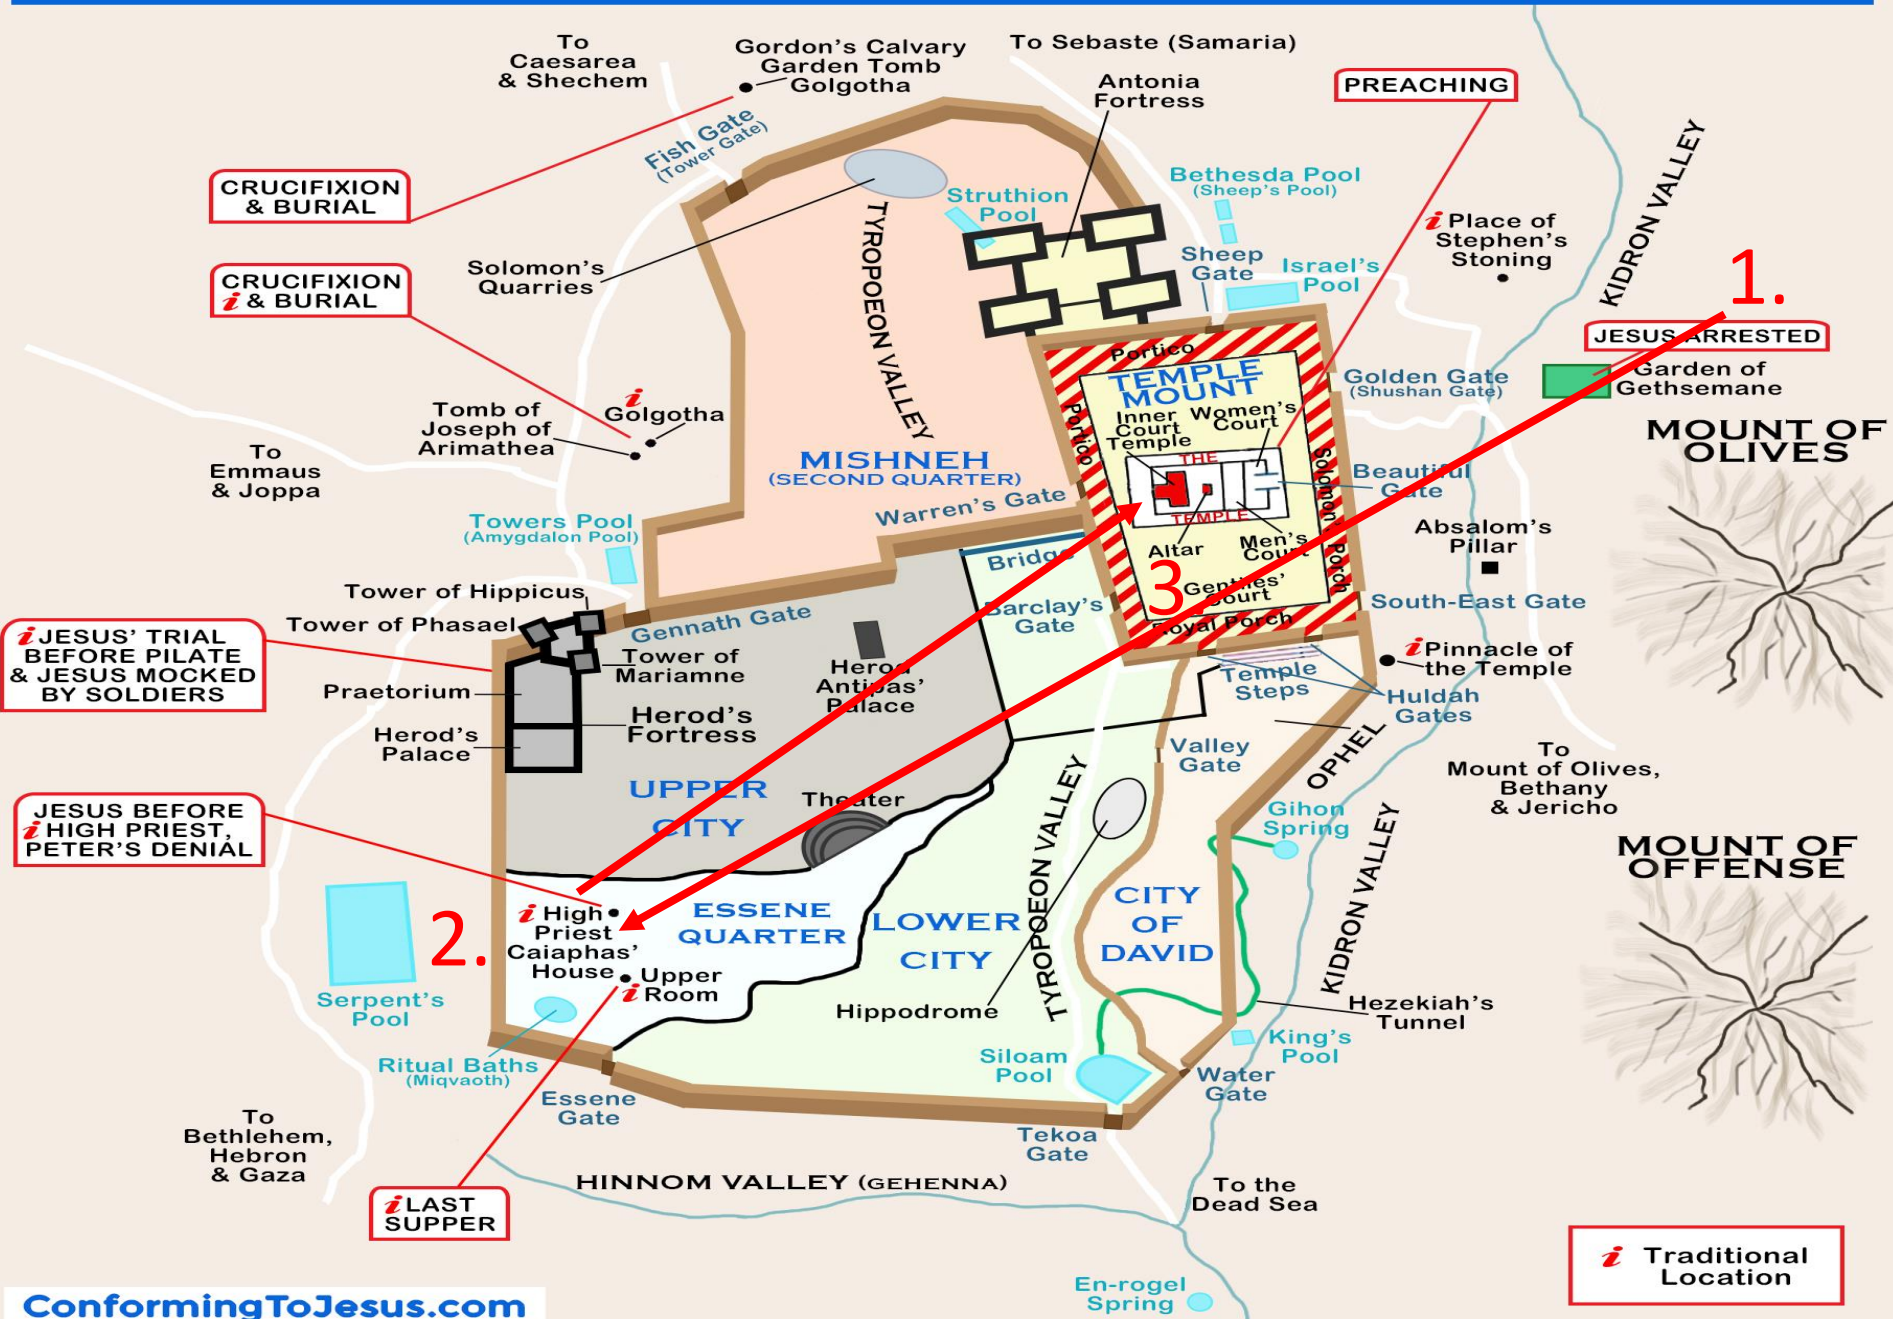 To
Caesarea
& Shechem
Gordon's Calvary
Garden Tomb
Golgotha
To Sebaste (Samaria)
Antonia
Fortress
PREACHING
Fish Gate
(Tower Gate)
KIDRON VALLEY
CRUCIFIXION
& BURIAL
Struthion
Pool
Bethesda Pool
(Sheep's Pool)
i Place of
Stephen's
Stoning
TYROPOEON VALLEY
CRUCIFIXION
i & BURIAL
Solomon's
Quarries
Sheep
Gate
Israel's
Pool
1.
JESUS ARRESTED
Garden of
Gethsemane
Portico
TEMPLE
MOUNT
Golden Gate
(Shushan Gate)
Portico
Inner
Court
Temple
Women's
Court
i
Golgotha
Tomb of
Joseph of
Arimathea
To
Emmaus
& Joppa
MISHNEH
(SECOND QUARTER)
THE
TEMPLE
Solomon' Porch
Beautiful
Gate
MOUNT OF
OLIVES
Warren's Gate
Towers Pool
(Amygdalon Pool)
Altar
Men's
Court
Absalom's
Pillar
Bridge
3.
Gentiles'
Court
Royal Porch
South-East Gate
Tower of Hippicus
Tower of Phasael
Gennath Gate
Barclay's
Gate
i JESUS' TRIAL
BEFORE PILATE
& JESUS MOCKED
BY SOLDIERS
Tower of
Mariamne
Herod
Antipas'
Palace
Temple
Steps
i Pinnacle of
the Temple
Huldah
Gates
Praetorium
Herod's
Fortress
Herod's
Palace
Valley
Gate
OPHEL
To
Mount of Olives,
Bethany
& Jericho
UPPER
CITY
Theater
TYROPOEON VALLEY
Gihon
Spring
JESUS BEFORE
i HIGH PRIEST,
PETER'S DENIAL
KIDRON VALLEY
MOUNT OF
OFFENSE
2.
i High
Priest
Caiaphas'
House
ESSENE
QUARTER
LOWER
CITY
CITY
OF
DAVID
Upper
i Room
Serpent's
Pool
Hippodrome
Hezekiah's
Tunnel
Ritual Baths
(Miqvaoth)
Siloam
Pool
King's
Pool
Water
Gate
Essene
Gate
To
Bethlehem,
Hebron
& Gaza
Tekoa
Gate
HINNOM VALLEY (GEHENNA)
To the
Dead Sea
i LAST
SUPPER
i Traditional
Location
En-rogel
Spring
ConformingToJesus.com